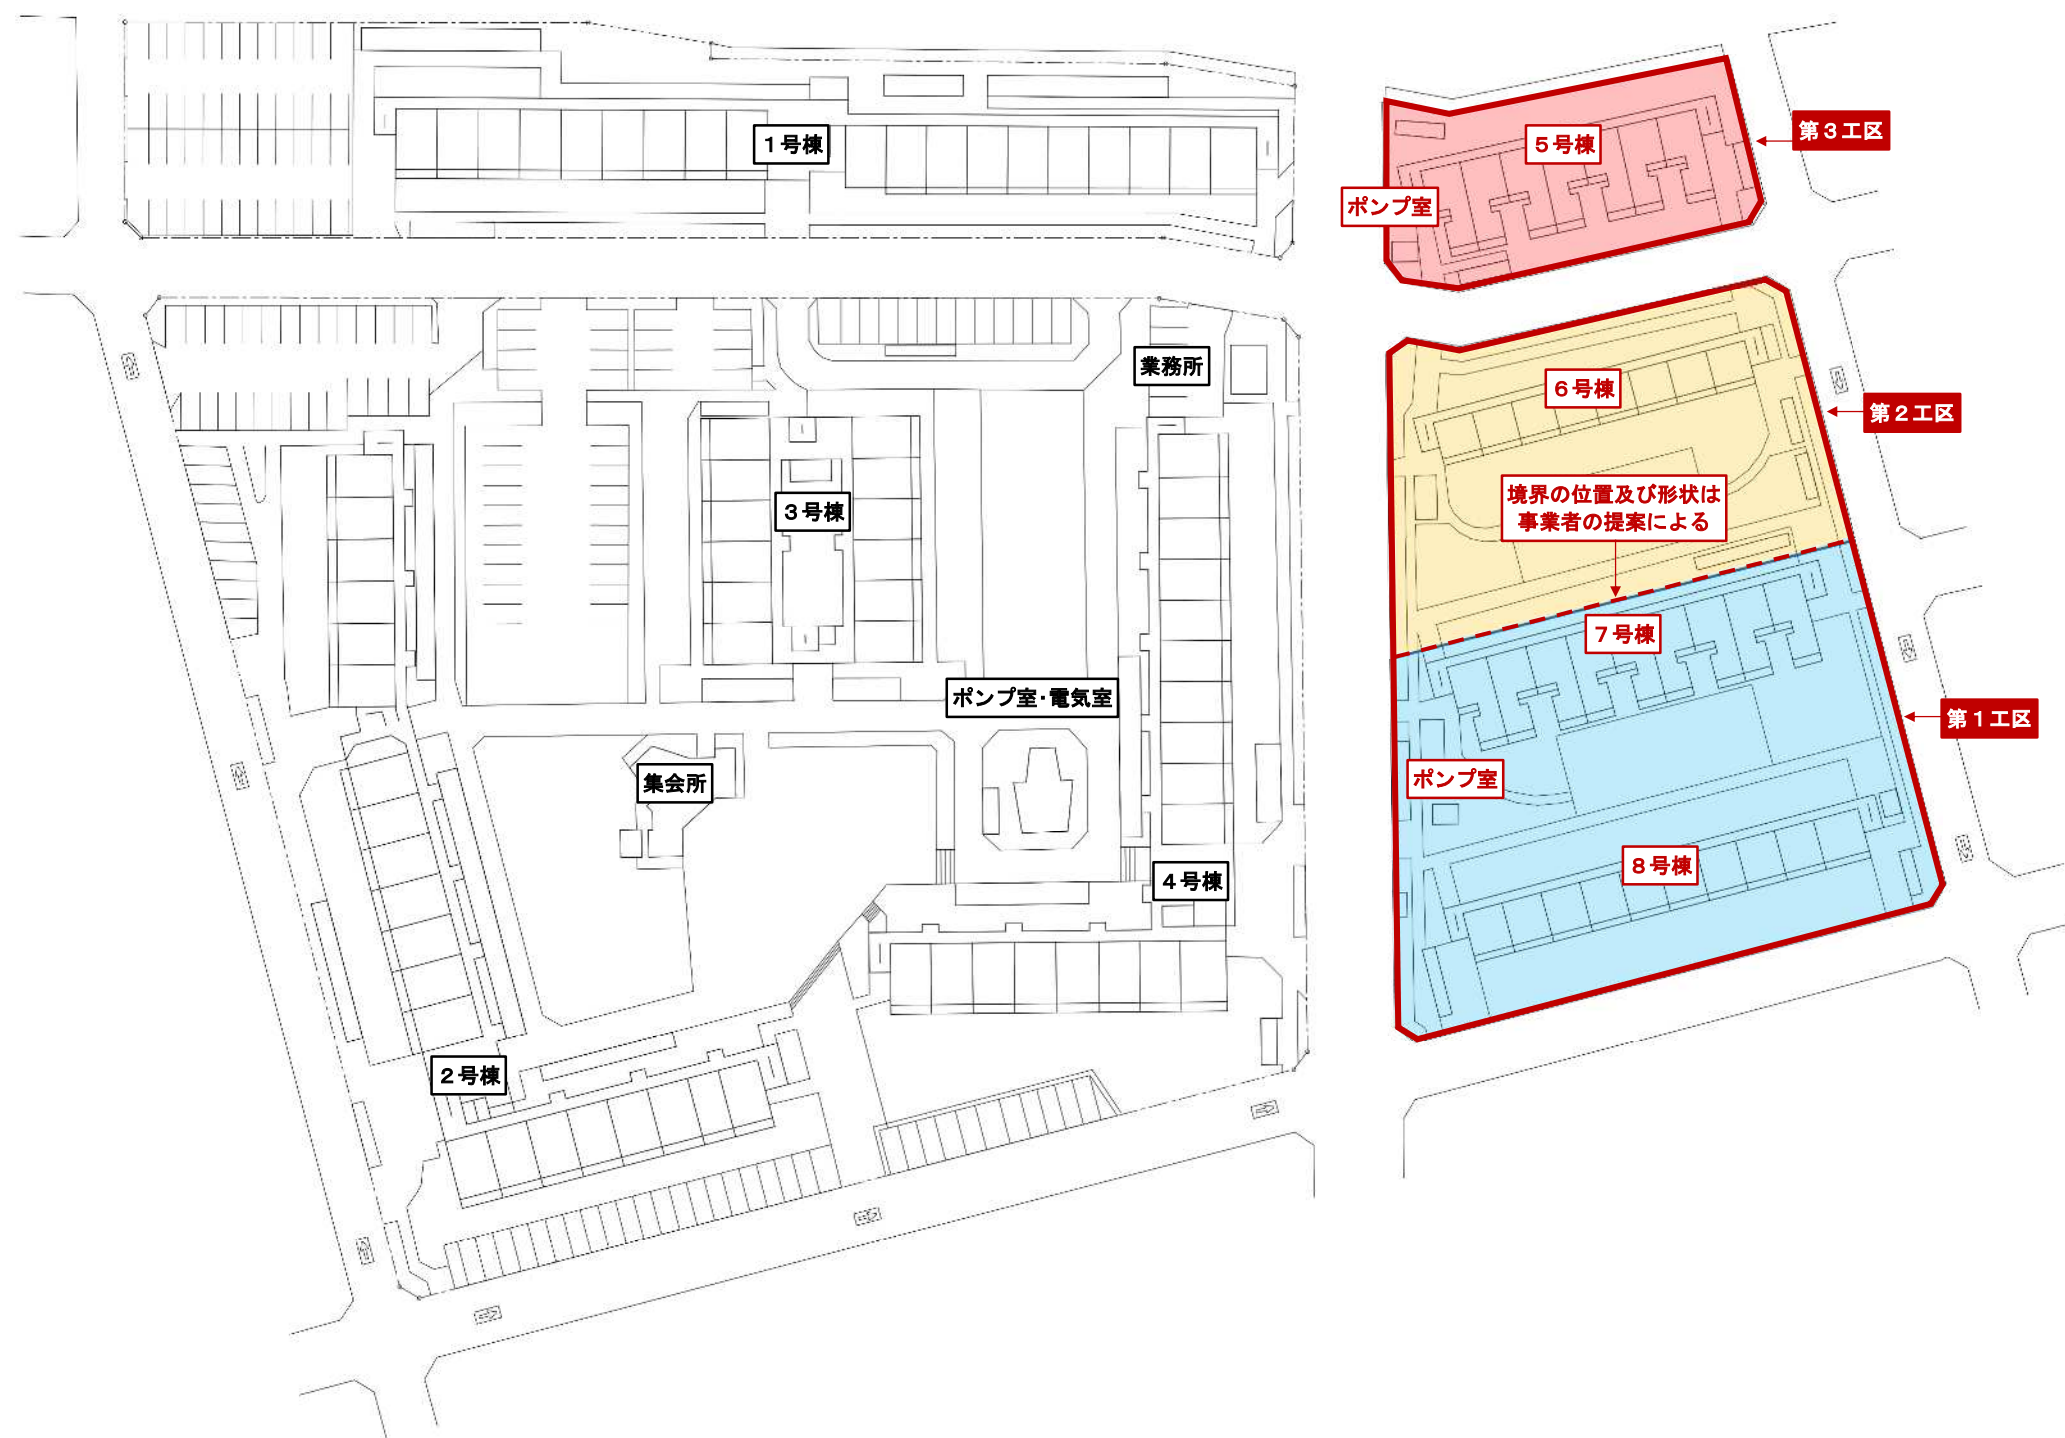 1号棟
5号棟
第3工区
ポンプ室
業務所
6号棟
第2工区
境界の位置及び形状は
事業者の提案による
3号棟
7号棟
ポンプ室・電気室
第1工区
集会所
ポンプ室
8号棟
4号棟
2号棟